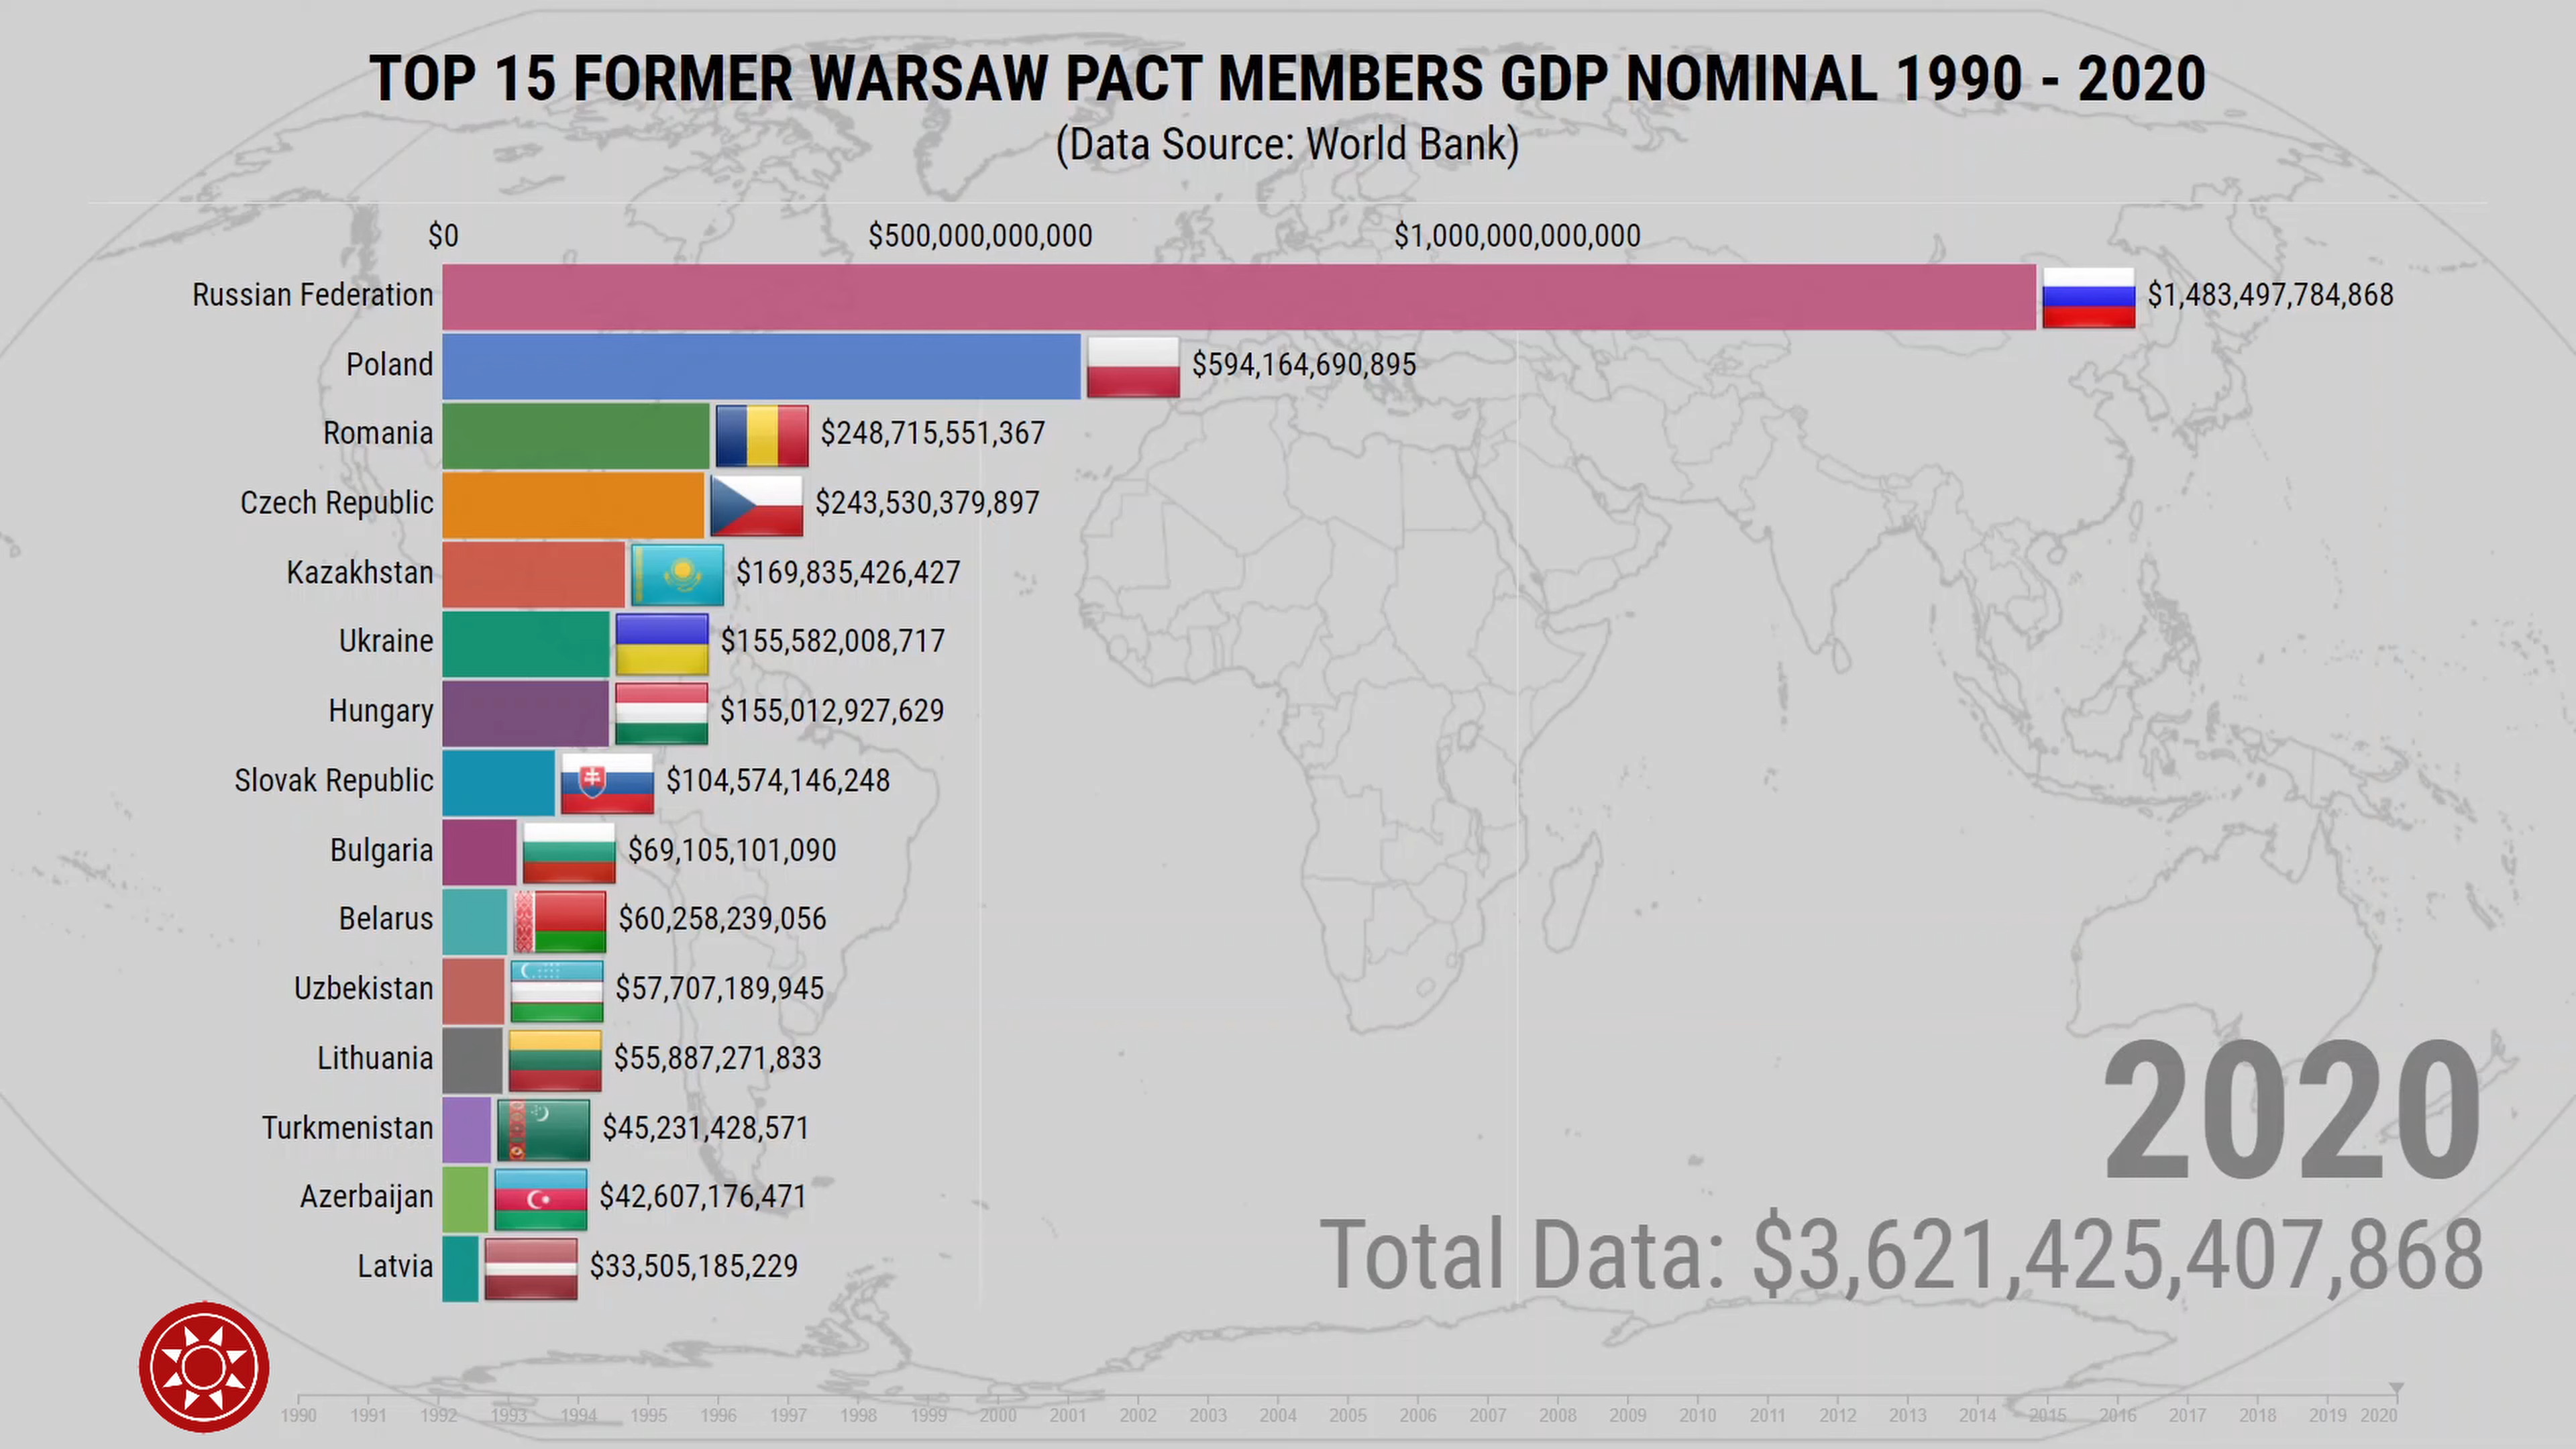 TOP 15 FORMER WARSAW PACT MEMBERS GDP NOMINAL 1990 - 2020
(Data Source: World Bank)
$0 $500,000,000,000 $1,000,000,000,000
Russian Federation $1,483,497,784,868
Poland $594,164,690,895
Romania $248,715,551,367
Czech Republic $243,530,379,897
Kazakhstan $169,835,426,427
Ukraine $155,582,008,717
Hungary $155,012,927,629
Slovak Republic $104,574,146,248
Bulgaria $69,105,101,090
Belarus $60,258,239,056
Uzbekistan $57,707,189,945
Lithuania $55,887,271,833
Turkmenistan $45,231,428,571
Azerbaijan $42,607,176,471
Latvia $33,505,185,229
2020
Total Data: $3,621,425,407,868
1990 1991 1992 1993 1994 1995 1996 1997 1998 1999 2000 2001 2002 2003 2004 2005 2006 2007 2008 2009 2010 2011 2012 2013 2014 2015 2016 2017 2018 2019 2020